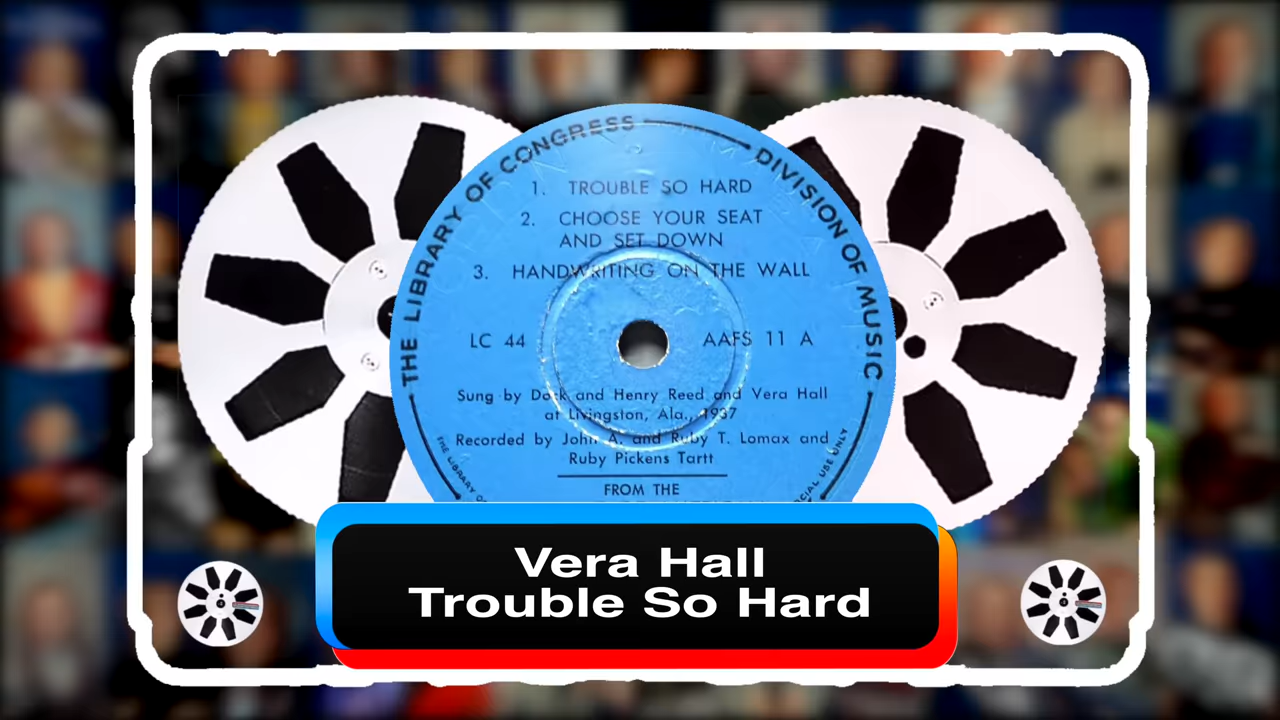 THE LIBRARY OF CONGRESS
DIVISION OF MUSIC
1. TROUBLE SO HARD
2. CHOOSE YOUR SEAT
AND SET DOWN
3. HANDWRITING ON THE WALL
LC 44
AAFS 11 A
Sung by Dock and Henry Reed and Vera Hall
at Livingston, Ala., 1937
Recorded by John A. and Ruby T. Lomax and
Ruby Pickens Tartt
FROM THE
Vera Hall
Trouble So Hard